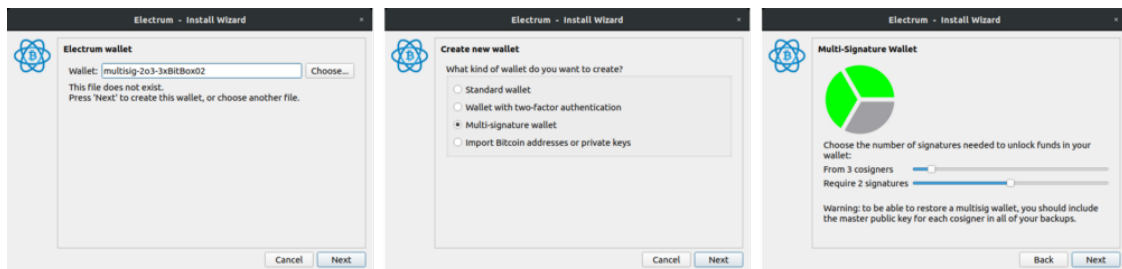 Electrum - Install Wizard
×
Electrum wallet
Wallet: multisig-2o3-3xBitBox02 Choose...
This file does not exist.
Press 'Next' to create this wallet, or choose another file.
Cancel Next
Electrum - Install Wizard
×
Create new wallet
What kind of wallet do you want to create?
Standard wallet
Wallet with two-factor authentication
Multi-signature wallet
Import Bitcoin addresses or private keys
Cancel Next
Electrum - Install Wizard
×
Multi-Signature Wallet
Choose the number of signatures needed to unlock funds in your
wallet:
From 3 cosigners
Require 2 signatures
Warning: to be able to restore a multisig wallet, you should include
the master public key for each cosigner in all of your backups.
Back Next